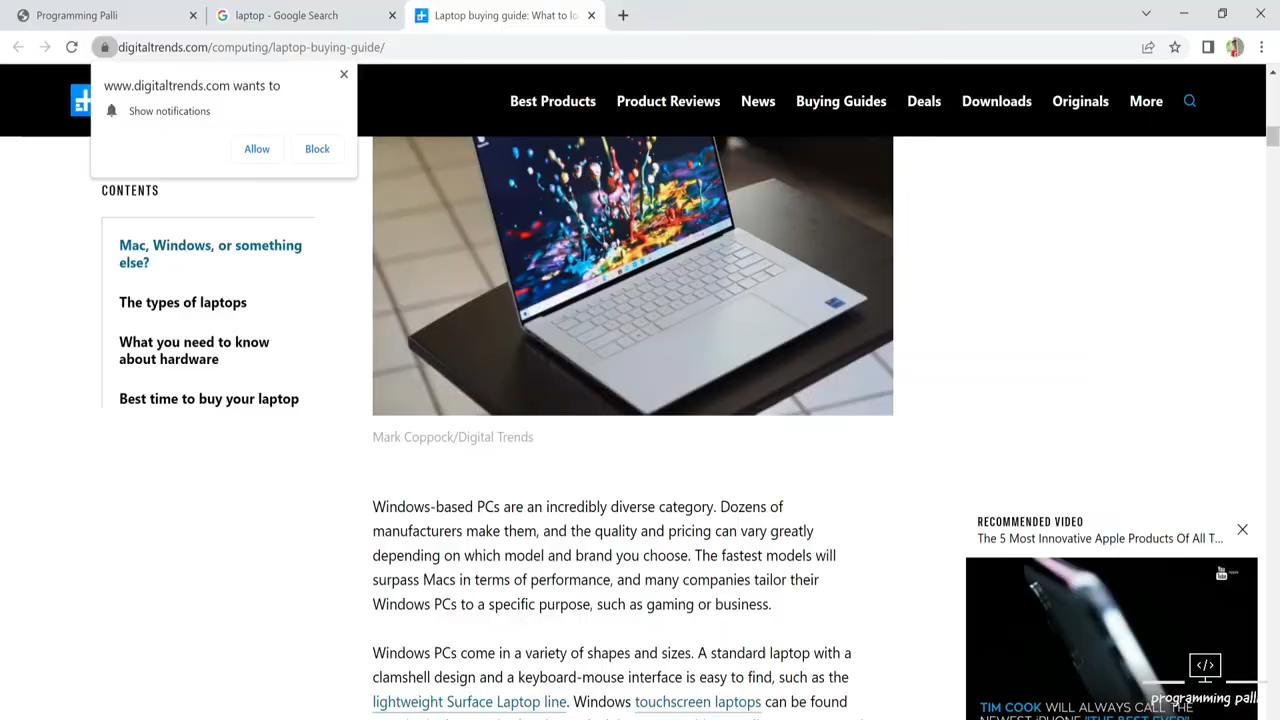 Programming Palli
laptop - Google Search
Laptop buying guide: What to lo
digitaltrends.com/computing/laptop-buying-guide/
www.digitaltrends.com wants to
Show notifications
Allow
Block
Best Products
Product Reviews
News
Buying Guides
Deals
Downloads
Originals
More
CONTENTS
Mac, Windows, or something
else?
The types of laptops
What you need to know
about hardware
Best time to buy your laptop
Mark Coppock/Digital Trends
Windows-based PCs are an incredibly diverse category. Dozens of
manufacturers make them, and the quality and pricing can vary greatly
depending on which model and brand you choose. The fastest models will
surpass Macs in terms of performance, and many companies tailor their
Windows PCs to a specific purpose, such as gaming or business.
Windows PCs come in a variety of shapes and sizes. A standard laptop with a
clamshell design and a keyboard-mouse interface is easy to find, such as the
lightweight Surface Laptop line. Windows touchscreen laptops can be found
RECOMMENDED VIDEO
The 5 Most Innovative Apple Products Of All T...
You
Tube
</>
programming palli
TIM COOK WILL ALWAYS CALL THE
NEWEST iPHONE "THE BEST EVER"